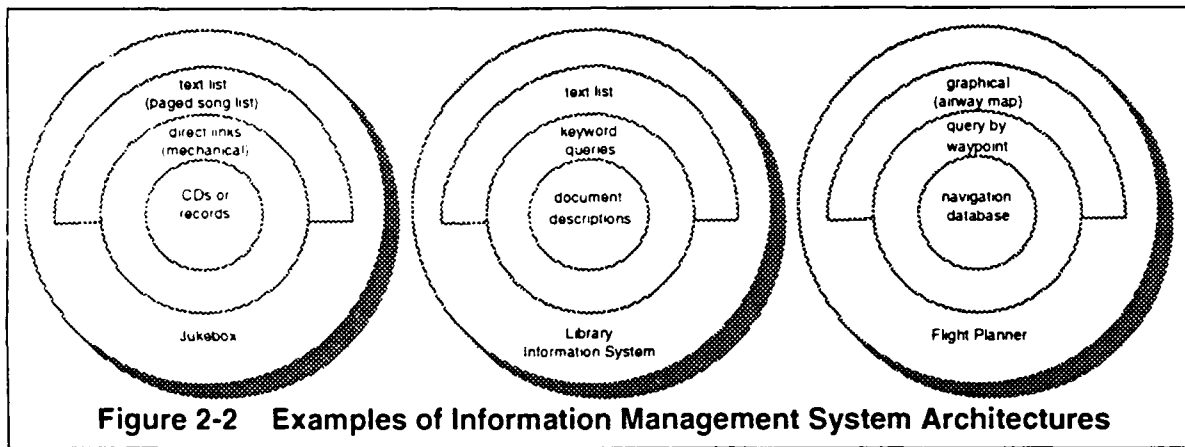 text list
(paged song list)
direct links
(mechanical)
CDs or
records
Jukebox
text list
keyword
queries
document
descriptions
Library
Information System
graphical
(airway map)
query by
waypoint
navigation
database
Flight Planner
Figure 2-2 Examples of Information Management System Architectures